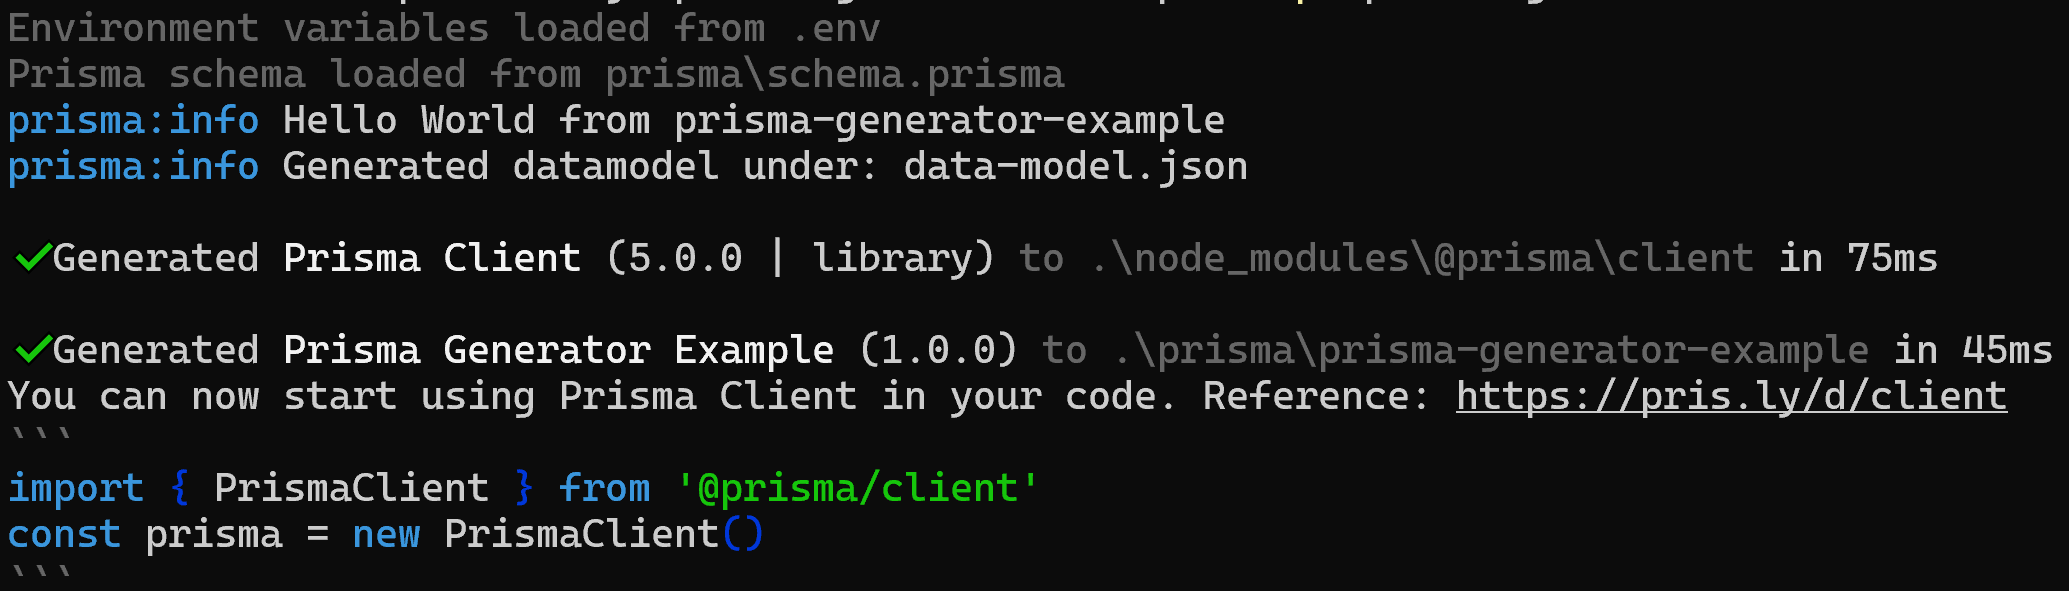 Environment variables loaded from .env
Prisma schema loaded from prisma\schema.prisma
prisma:info Hello World from prisma-generator-example
prisma:info Generated datamodel under: data-model.json
✔Generated Prisma Client (5.0.0 | library) to .\node_modules\@prisma\client in 75ms
✔Generated Prisma Generator Example (1.0.0) to .\prisma\prisma-generator-example in 45ms
You can now start using Prisma Client in your code. Reference: https://pris.ly/d/client
```
import { PrismaClient } from '@prisma/client'
const prisma = new PrismaClient()
```